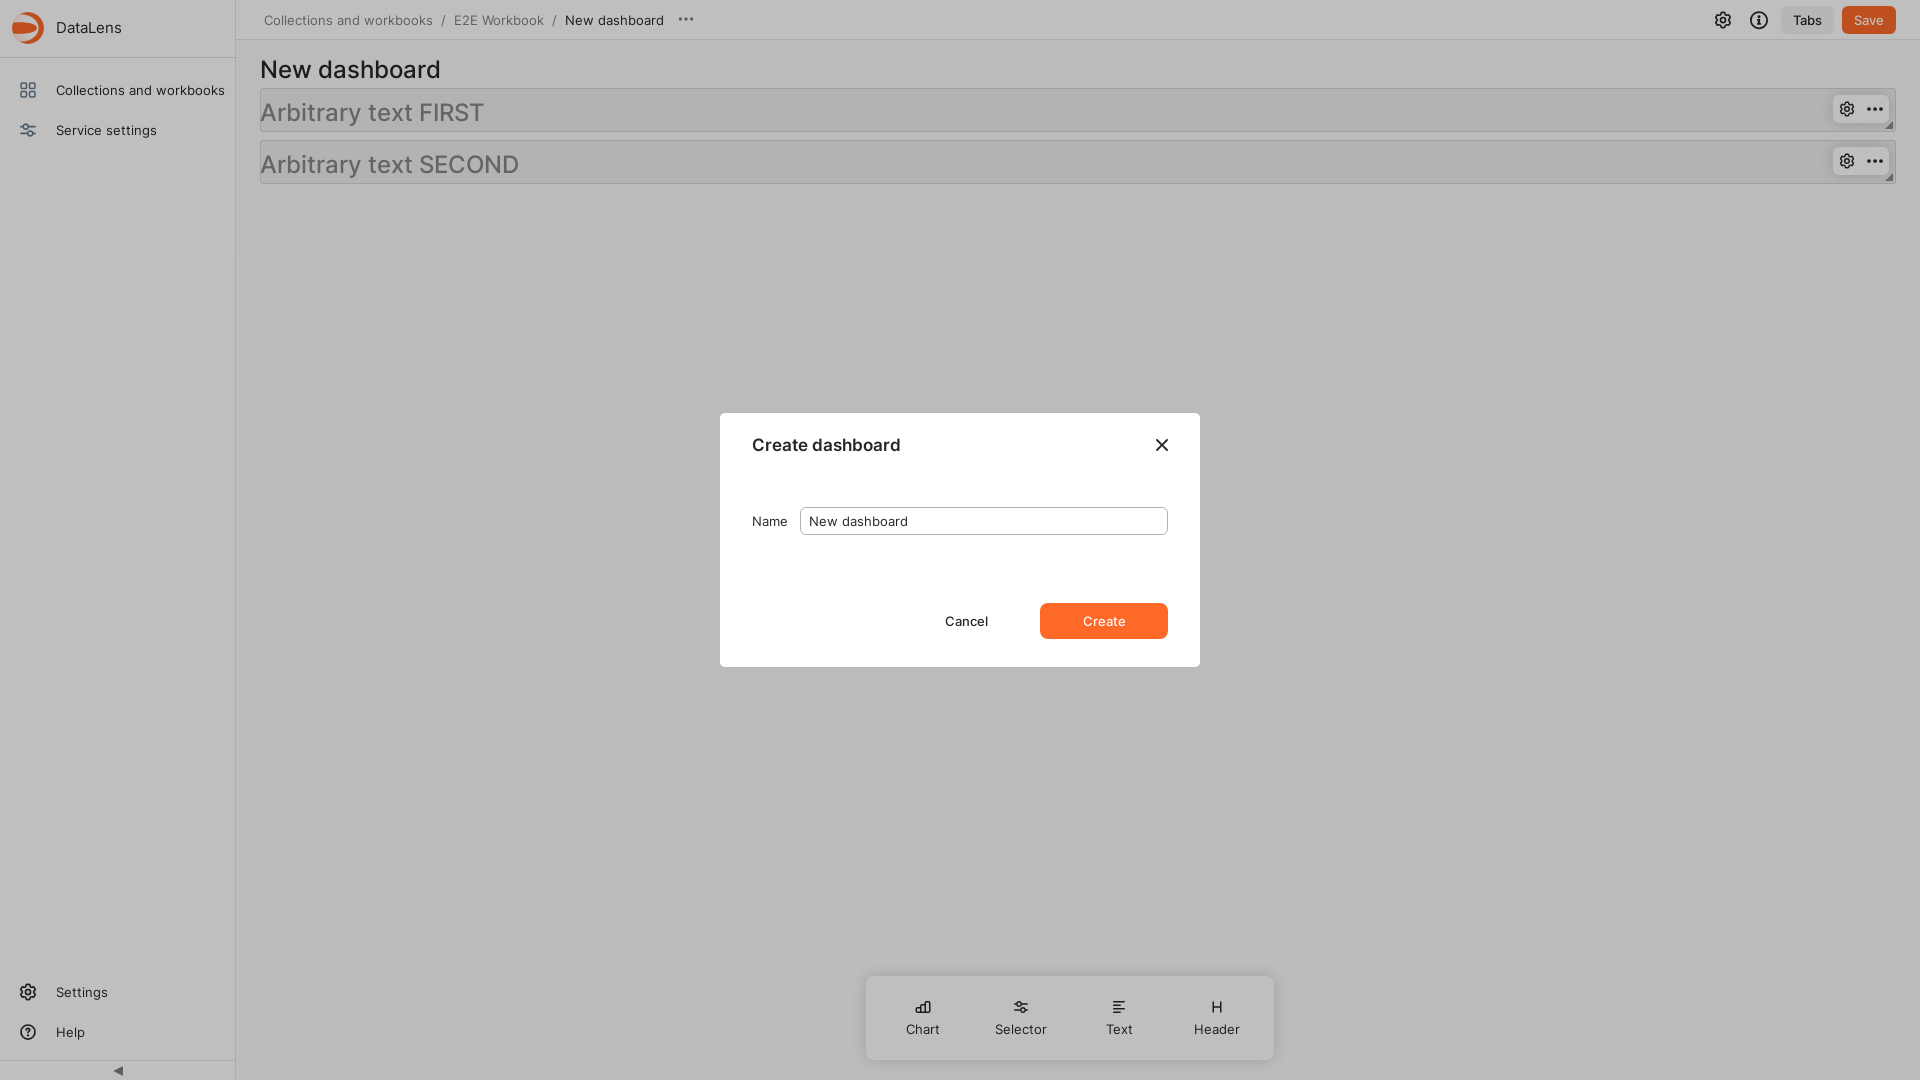 DataLens
Collections and workbooks / E2E Workbook / New dashboard
Tabs
Save
Collections and workbooks
Service settings
New dashboard
Arbitrary text FIRST
Arbitrary text SECOND
Create dashboard
Name
New dashboard
Cancel
Create
Chart
Selector
Text
Header
Settings
Help